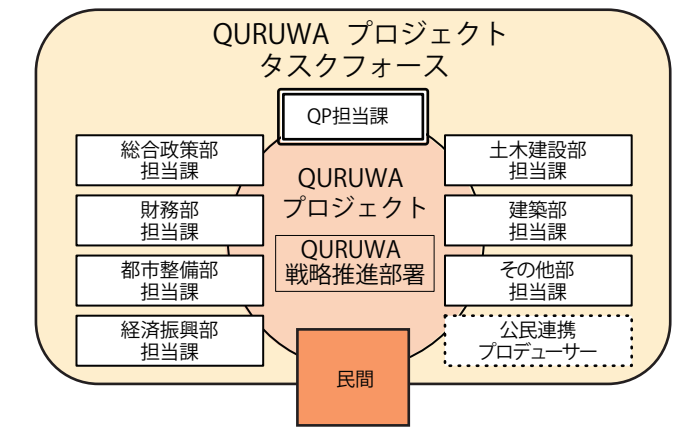 QURUWA プロジェクト
タスクフォース
QP担当課
総合政策部
担当課
財務部
担当課
都市整備部
担当課
経済振興部
担当課
QURUWA
プロジェクト
QURUWA
戦略推進部署
土木建設部
担当課
建築部
担当課
その他部
担当課
公民連携
プロデューサー
民間